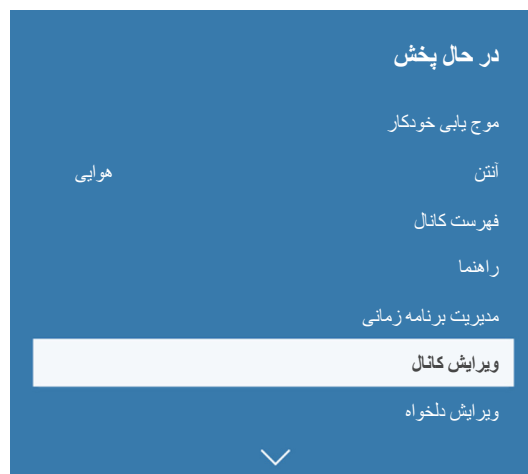 در حال پخش
موج یابی خودکار
آنتن هوایی
فهرست کانال
راهنما
مدیریت برنامه زمانی
ویرایش کانال
ویرایش دلخواه